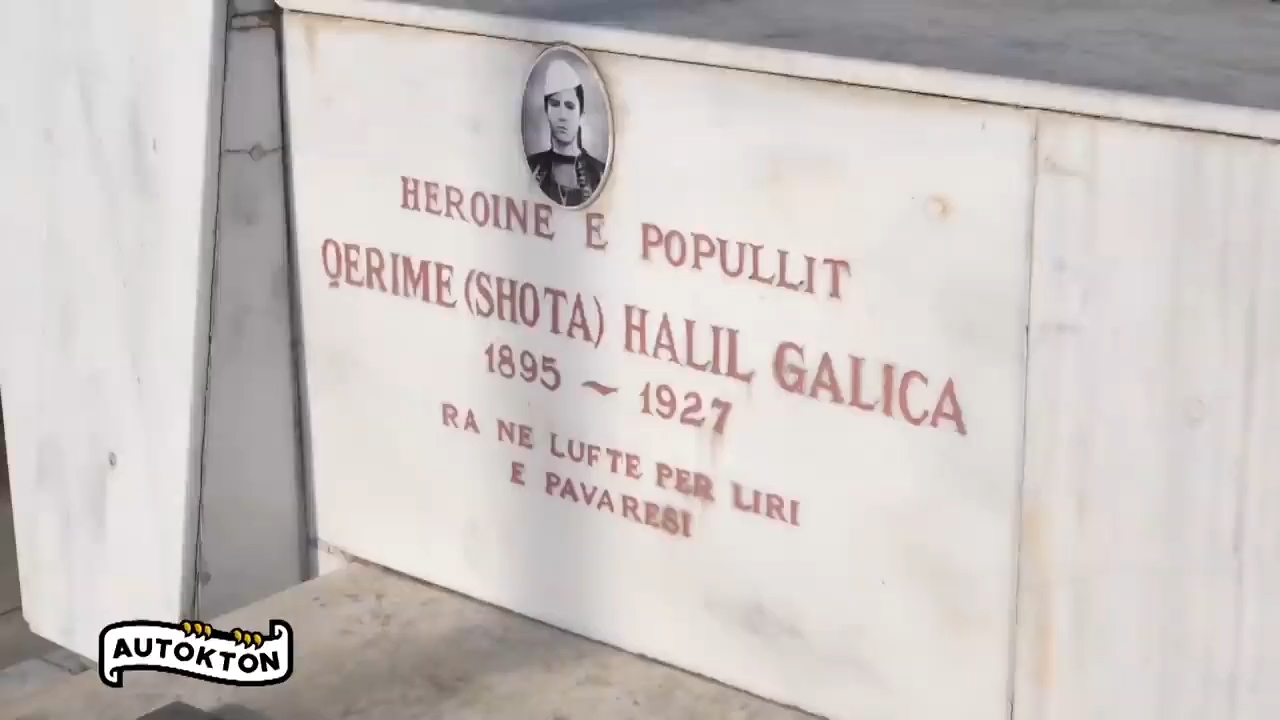 HEROINE E POPULLIT
QERIME (SHOTA) HALIL GALICA
1895 ~ 1927
RA NE LUFTE PER LIRI
E PAVARESI
AUTOKTON